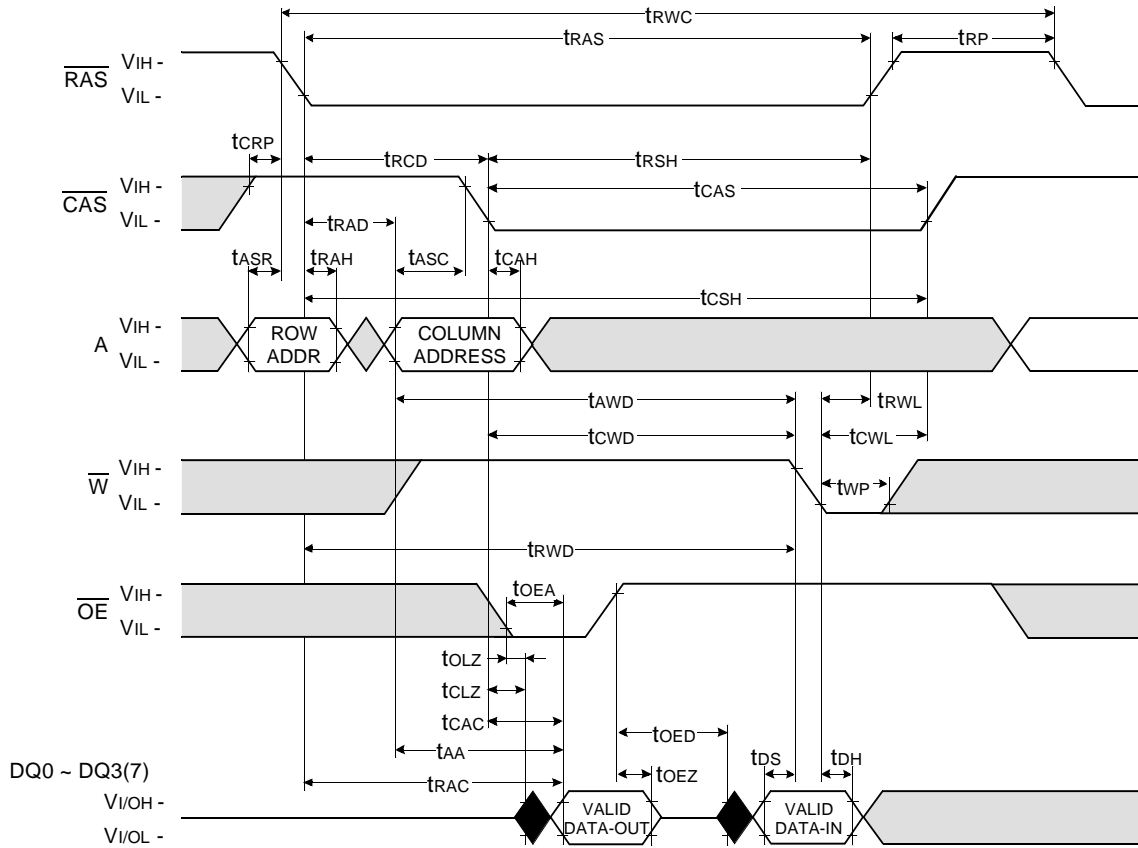 tRWC
tRAS
tRP
RAS
VIH -
VIL -
tCRP
tRCD
tRSH
CAS
VIH -
VIL -
tCAS
tRAD
tASR
tRAH
tASC
tCAH
tCSH
A
VIH -
VIL -
ROW
ADDR
COLUMN
ADDRESS
tAWD
tRWL
tCWD
tCWL
W
VIH -
VIL -
tWP
tRWD
OE
VIH -
VIL -
tOEA
tOLZ
tCLZ
tCAC
tOED
tAA
tDS
tDH
tOEZ
DQ0 ~ DQ3(7)
tRAC
VI/OH -
VI/OL -
VALID
DATA-OUT
VALID
DATA-IN